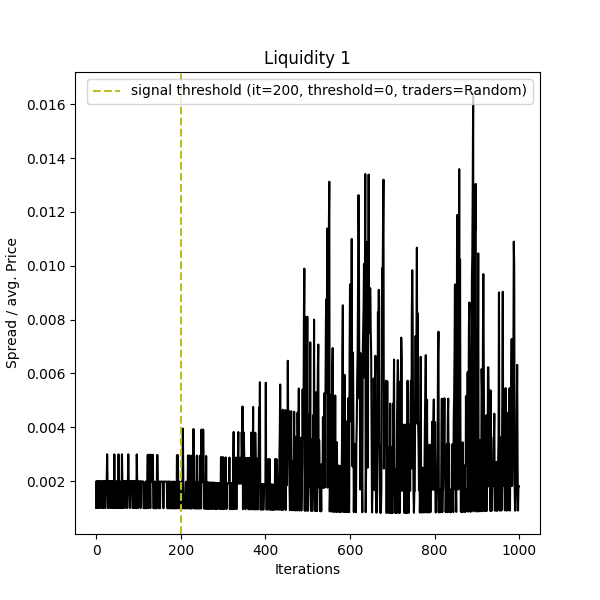 Liquidity 1
signal threshold (it=200, threshold=0, traders=Random)
0.016
0.014
0.012
0.010
0.008
0.006
0.004
0.002
Spread / avg. Price
0 200 400 600 800 1000
Iterations